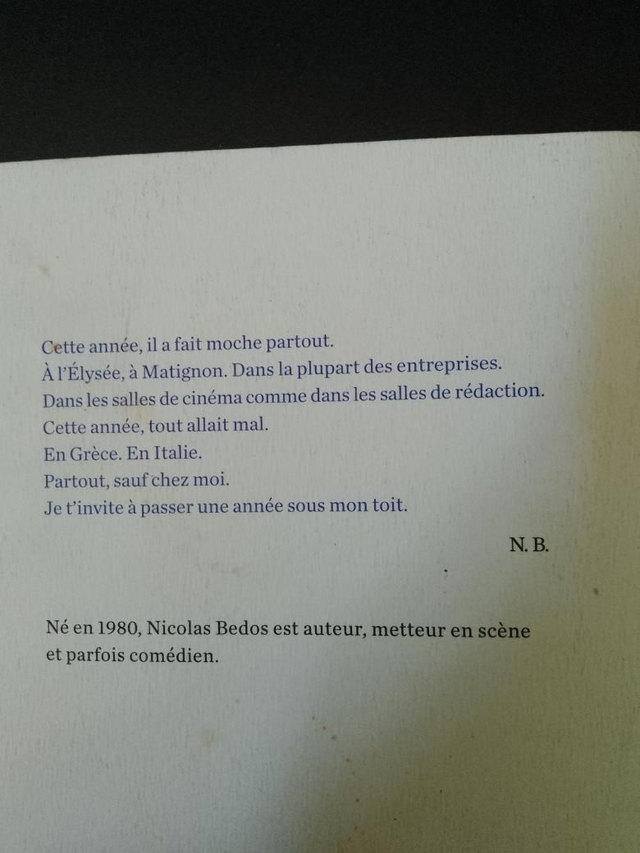 Cette année, il a fait moche partout.
À l'Élysée, à Matignon. Dans la plupart des entreprises.
Dans les salles de cinéma comme dans les salles de rédaction.
Cette année, tout allait mal.
En Grèce. En Italie.
Partout, sauf chez moi.
Je t'invite à passer une année sous mon toit.
N. B.
Né en 1980, Nicolas Bedos est auteur, metteur en scène
et parfois comédien.